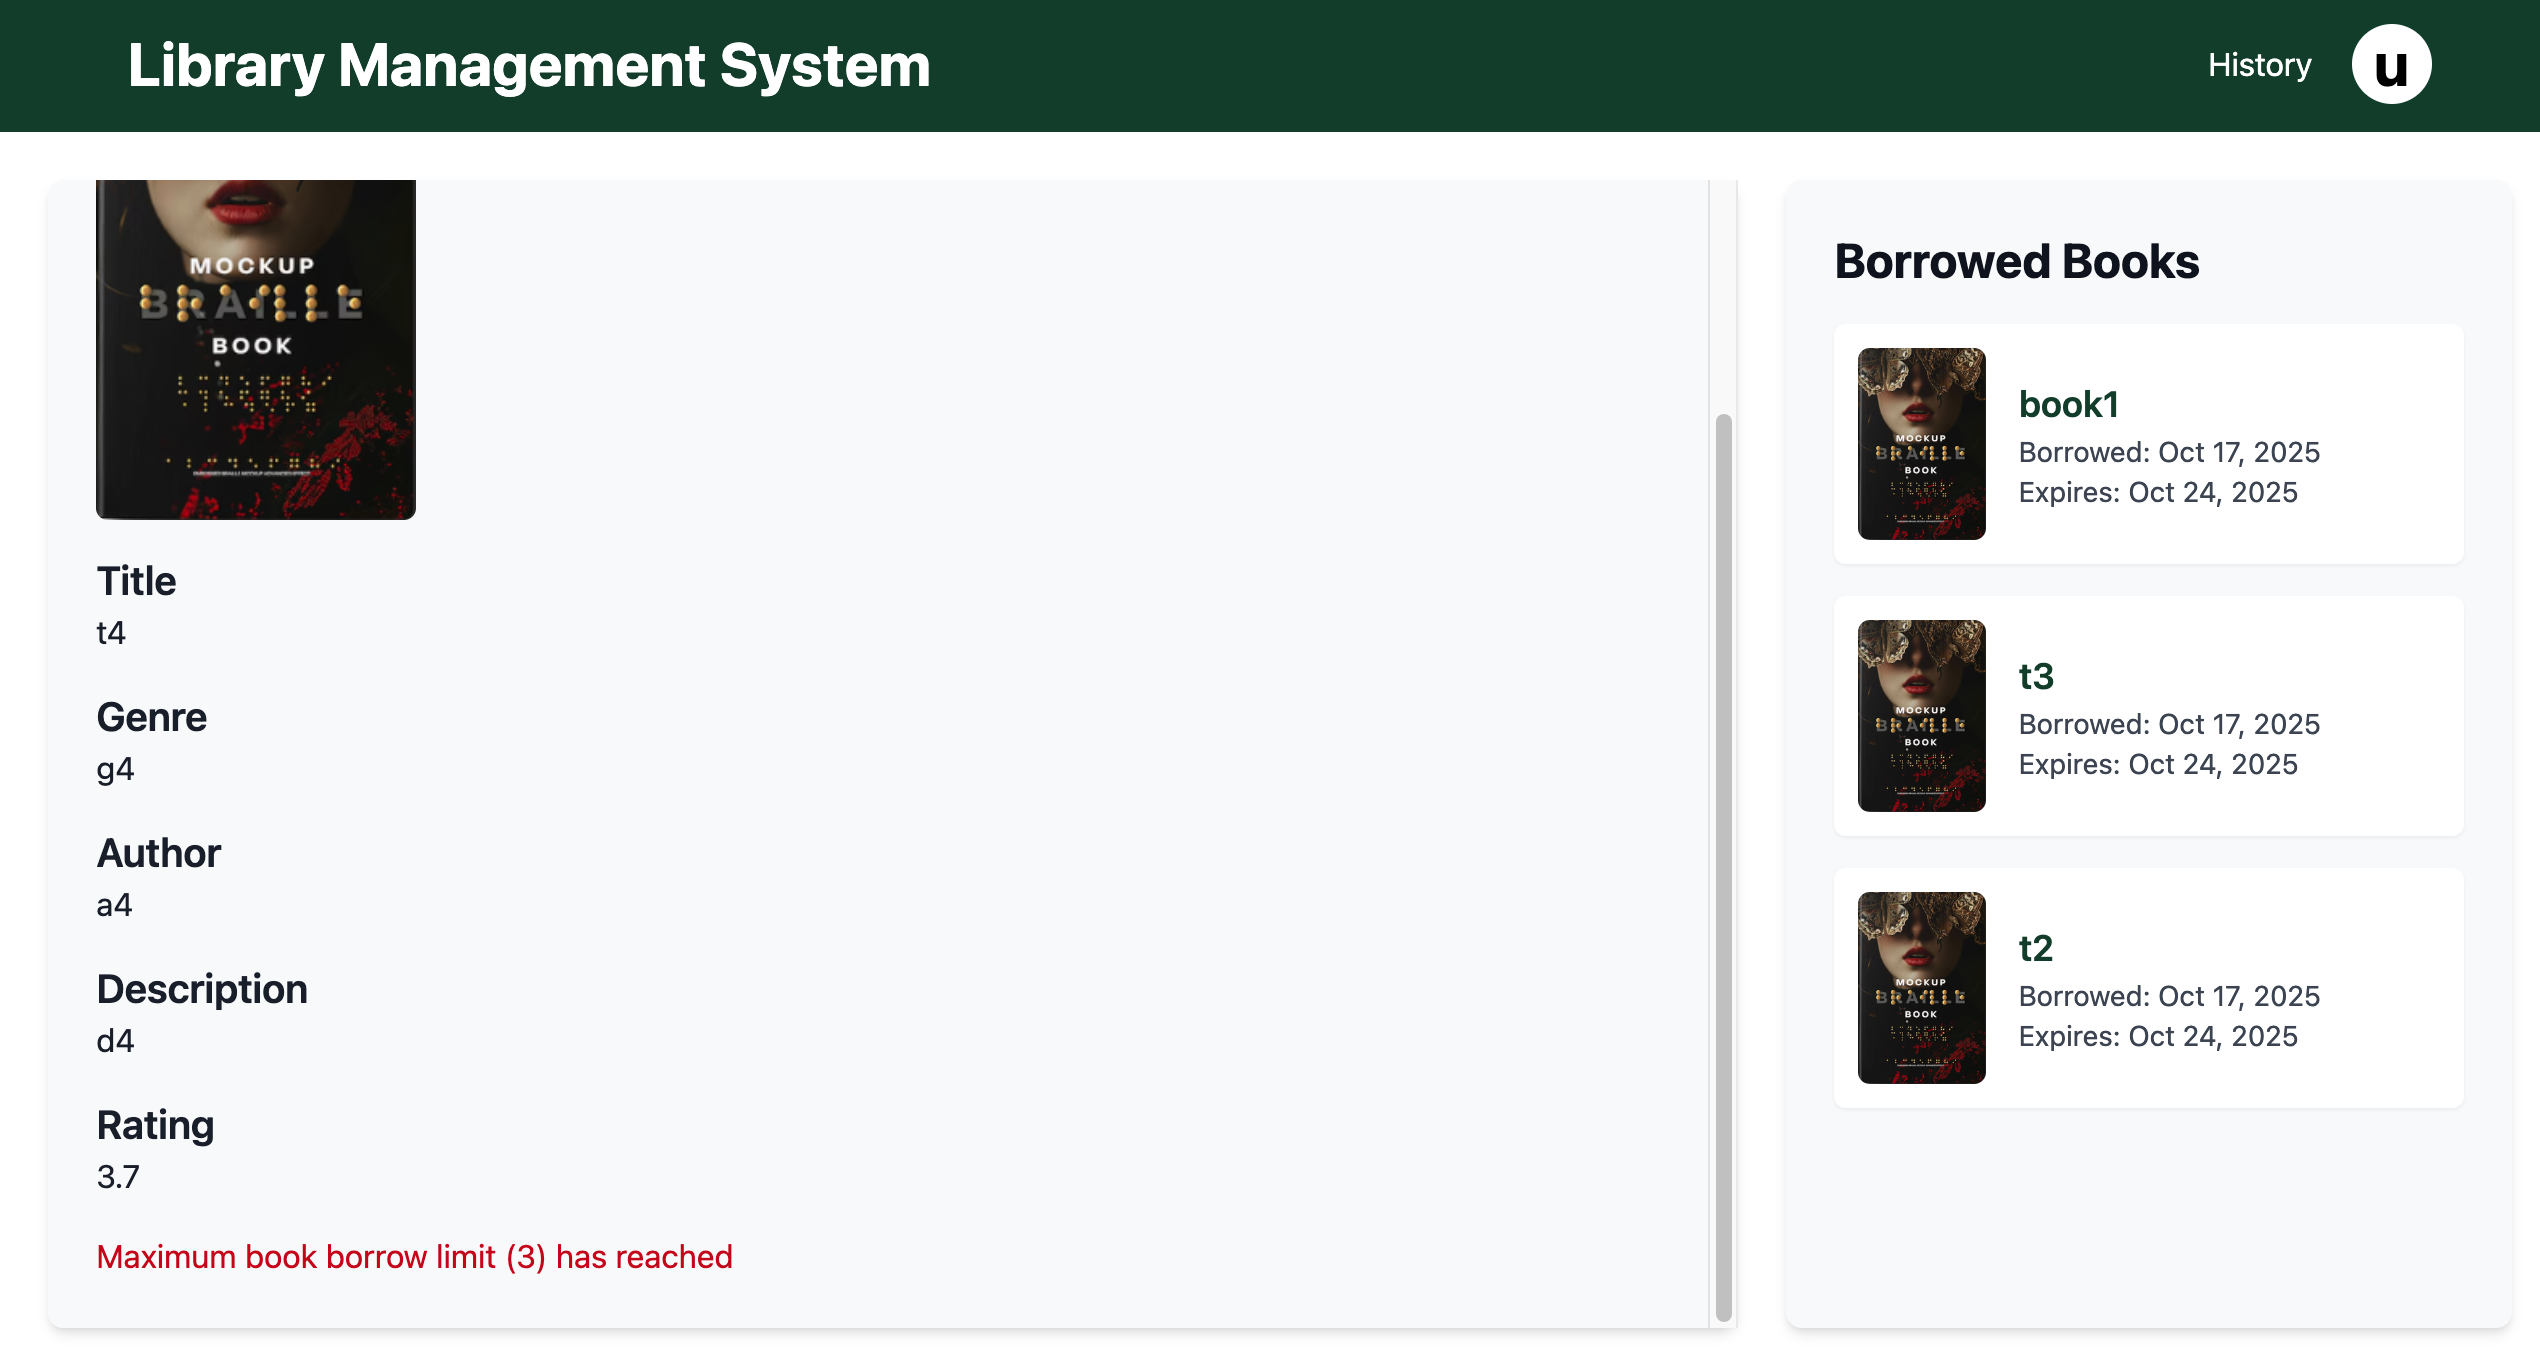 Library Management System
History
u
MOCKUP
BRAILLE
BOOK
Title
t4
Genre
g4
Author
a4
Description
d4
Rating
3.7
Maximum book borrow limit (3) has reached
Borrowed Books
MOCKUP
BRAILLE
BOOK
book1
Borrowed: Oct 17, 2025
Expires: Oct 24, 2025
MOCKUP
BRAILLE
BOOK
t3
Borrowed: Oct 17, 2025
Expires: Oct 24, 2025
MOCKUP
BRAILLE
BOOK
t2
Borrowed: Oct 17, 2025
Expires: Oct 24, 2025